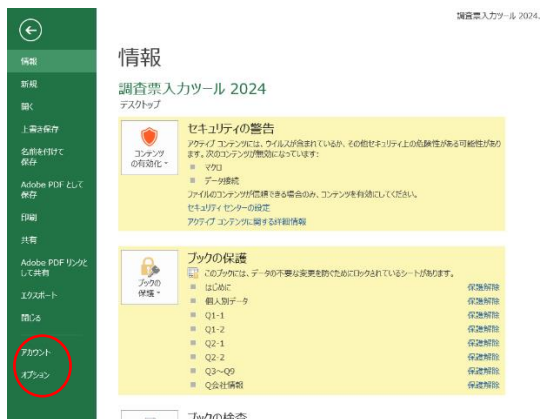 調査票入力ツール 2024.
情報
新規
開く
上書き保存
名前を付けて
保存
Adobe PDF として
保存
印刷
共有
Adobe PDF リンクと
して共有
エクスポート
閉じる
アカウント
オプション
情報
調査票入力ツール 2024
デスクトップ
コンテンツ
の有効化
セキュリティの警告
アクティブ コンテンツには、ウイルスが含まれているか、その他セキュリティ上の危険性がある可能性があり
ます。次のコンテンツが無効になっています:
マクロ
データ接続
ファイルのコンテンツが信頼できる場合のみ、コンテンツを有効にしてください。
セキュリティ センターの設定
アクティブ コンテンツに関する詳細情報
ブックの
保護
ブックの保護
このブックには、データの不要な変更を防ぐためにロックされているシートがあります。
はじめに 保護解除
個人別データ 保護解除
Q1-1 保護解除
Q1-2 保護解除
Q2-1 保護解除
Q2-2 保護解除
Q3～Q9 保護解除
Q会社情報 保護解除
ブックの検査